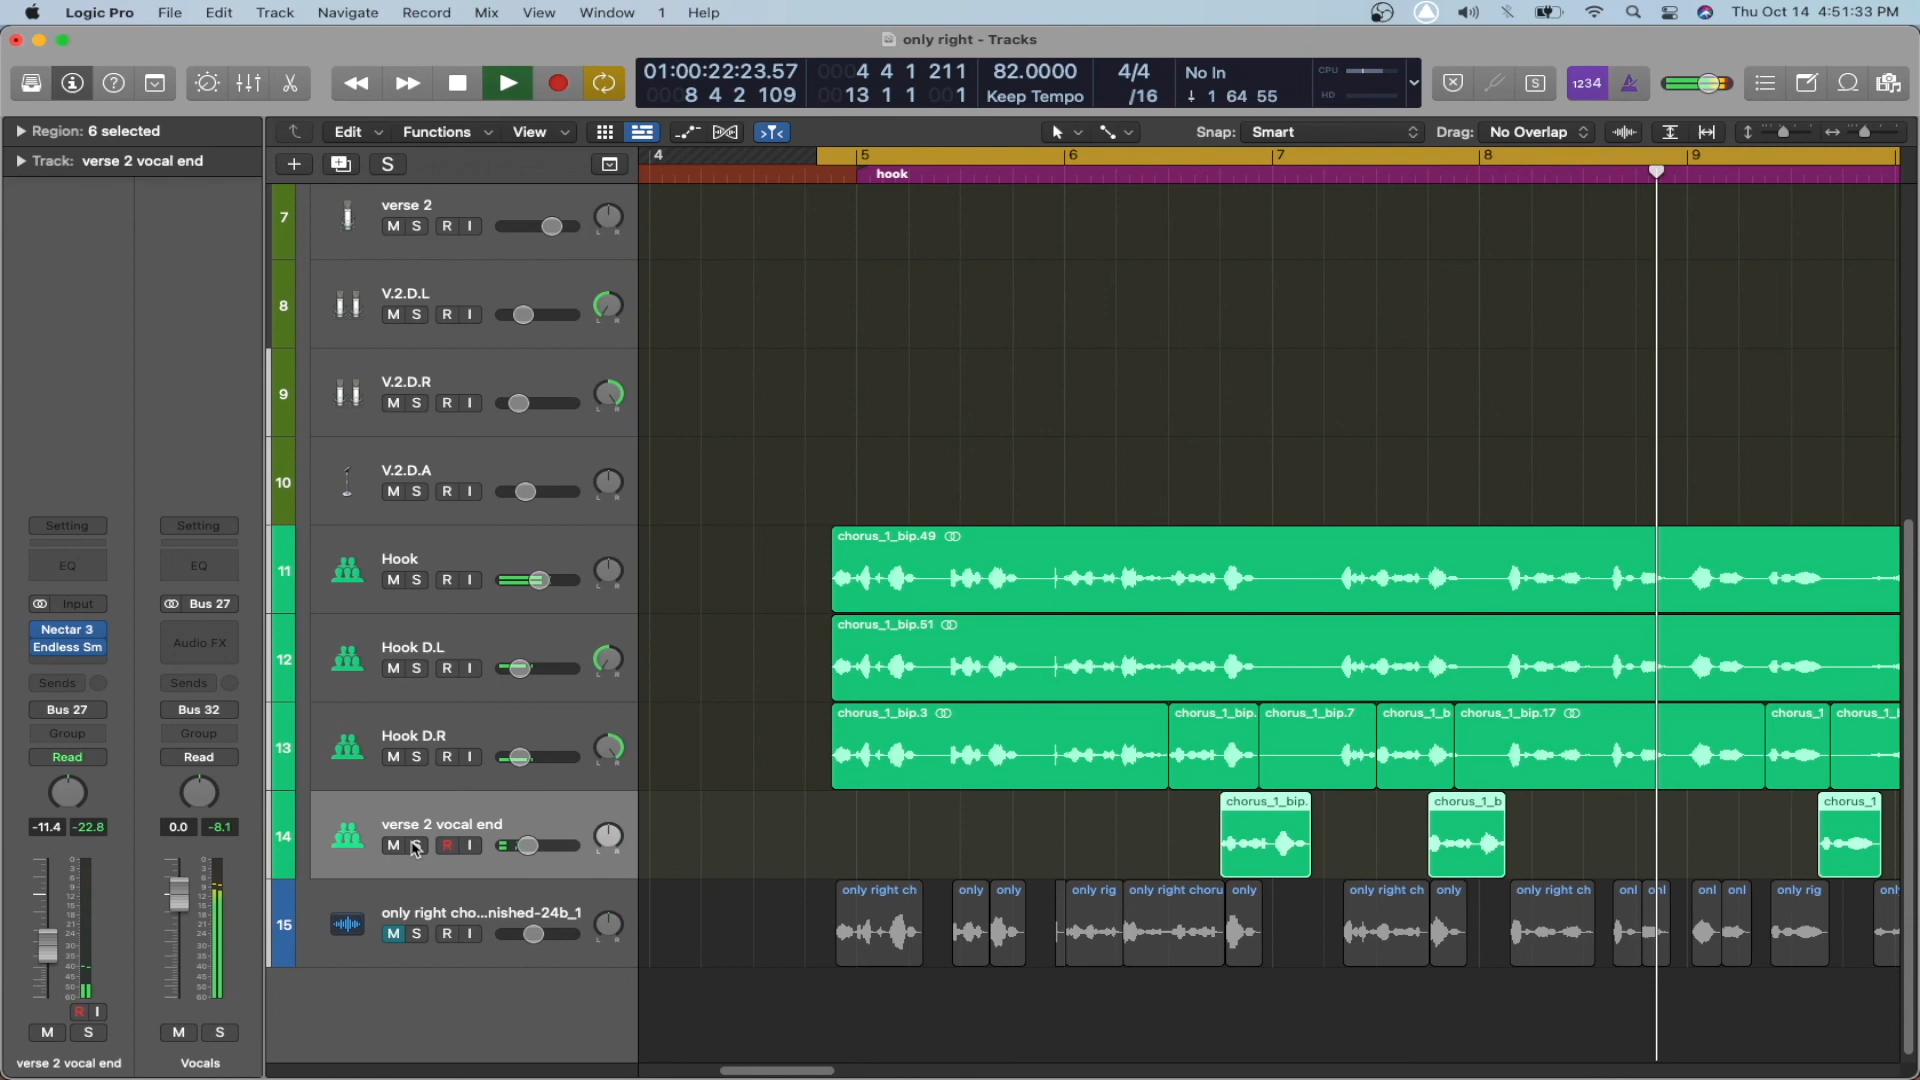 Logic Pro File Edit Track Navigate Record Mix View Window 1 Help
Thu Oct 14 4:51:33 PM
only right - Tracks
01:00:22:23.57 0004 4 1 211 82.0000 4/4 No In CPU
0008 4 2 109 0013 1 1 001 Keep Tempo /16 1 64 55 HD
1234
S
Region: 6 selected
Edit Functions View
Snap: Smart
Drag: No Overlap
Track: verse 2 vocal end
S
4 5 6 7 8 9
hook
7
verse 2
M S R I
L R
8
V.2.D.L
M S R I
L R
9
V.2.D.R
M S R I
L R
10
V.2.D.A
M S R I
L R
11
Hook
M S R I
L R
chorus_1_bip.49
12
Hook D.L
M S R I
L R
chorus_1_bip.51
13
Hook D.R
M S R I
L R
chorus_1_bip.3 chorus_1_bip. chorus_1_bip.7 chorus_1_b chorus_1_bip.17 chorus_1 chorus_1_b
14
verse 2 vocal end
M S R I
L R
chorus_1_bip. chorus_1_b chorus_1
15
only right cho...nished-24b_1
M S R I
L R
only right ch only only only rig only right choru only only right ch only only right ch onl onl onl onl only rig onl
Setting Setting
EQ EQ
Input Bus 27
Nectar 3
Endless Sm
Audio FX
Sends Sends
Bus 27 Bus 32
Group Group
Read Read
-11.4 -22.8 0.0 -8.1
R I
M S M S
verse 2 vocal end Vocals